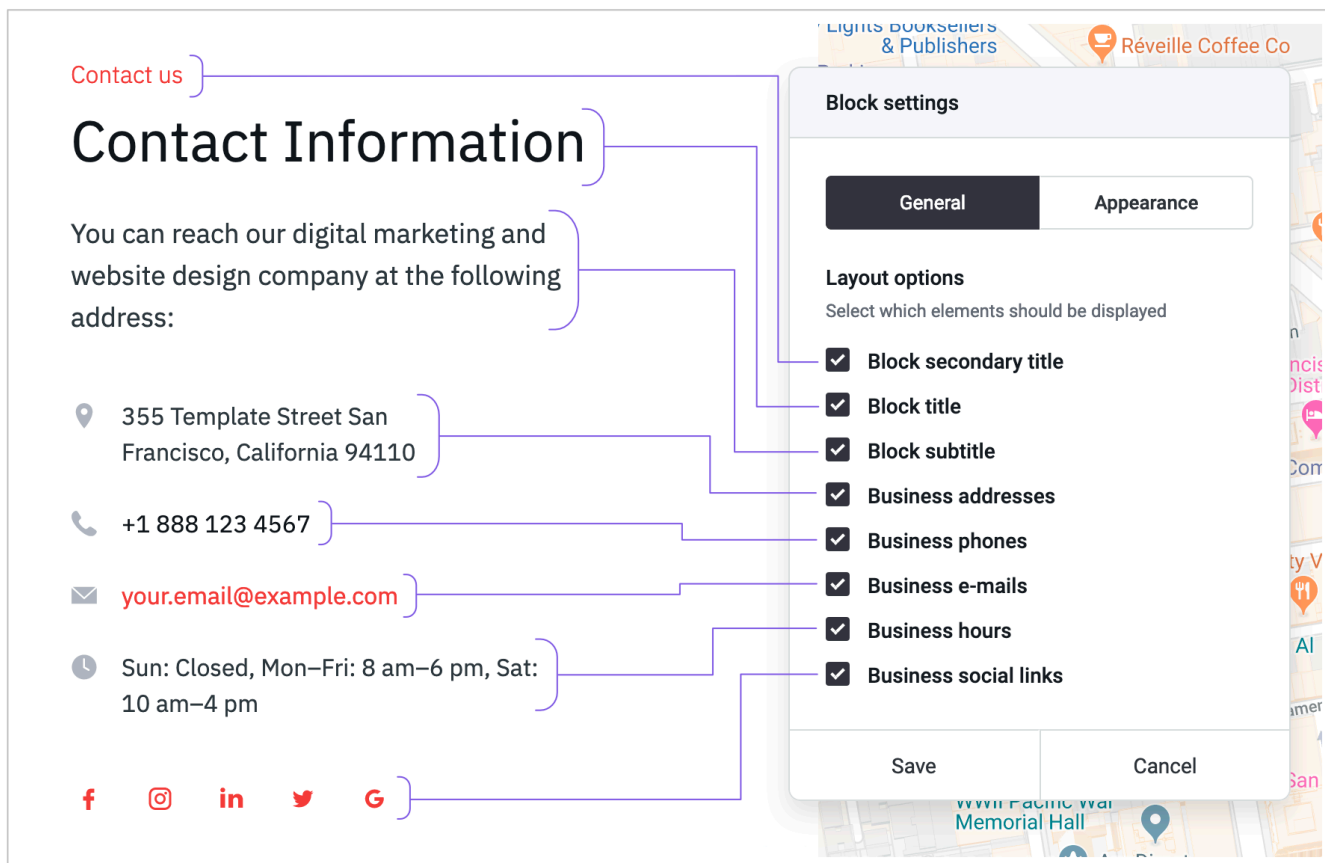 Contact us
Contact Information
You can reach our digital marketing and
website design company at the following
address:
355 Template Street San
Francisco, California 94110
+1 888 123 4567
your.email@example.com
Sun: Closed, Mon–Fri: 8 am–6 pm, Sat:
10 am–4 pm
Lights Booksellers
& Publishers
Réveille Coffee Co
Block settings
General
Appearance
Layout options
Select which elements should be displayed
Block secondary title
Block title
Block subtitle
Business addresses
Business phones
Business e-mails
Business hours
Business social links
Save
Cancel
WWII Pacific War
Memorial Hall
Al
San